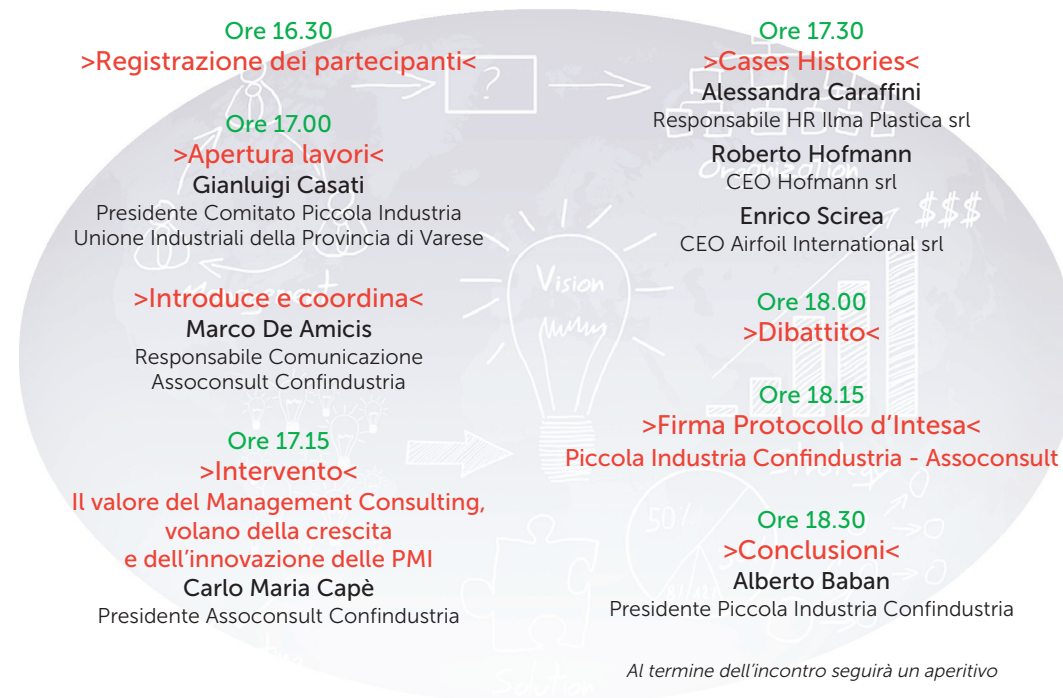 Ore 16.30
>Registrazione dei partecipanti<
Ore 17.00
>Apertura lavori<
Gianluigi Casati
Presidente Comitato Piccola Industria
Unione Industriali della Provincia di Varese
>Introduce e coordina<
Marco De Amicis
Responsabile Comunicazione
Assoconsult Confindustria
Ore 17.15
>Intervento<
Il valore del Management Consulting,
volano della crescita
e dell'innovazione delle PMI
Carlo Maria Capè
Presidente Assoconsult Confindustria
Ore 17.30
>Cases Histories<
Alessandra Caraffini
Responsabile HR Ilma Plastica srl
Roberto Hofmann
CEO Hofmann srl
Enrico Scirea
CEO Airfoil International srl
Ore 18.00
>Dibattito<
Ore 18.15
>Firma Protocollo d'Intesa<
Piccola Industria Confindustria - Assoconsult
Ore 18.30
>Conclusioni<
Alberto Baban
Presidente Piccola Industria Confindustria
Al termine dell'incontro seguirà un aperitivo
?
Organization
$$$
Vision
50%
Solution